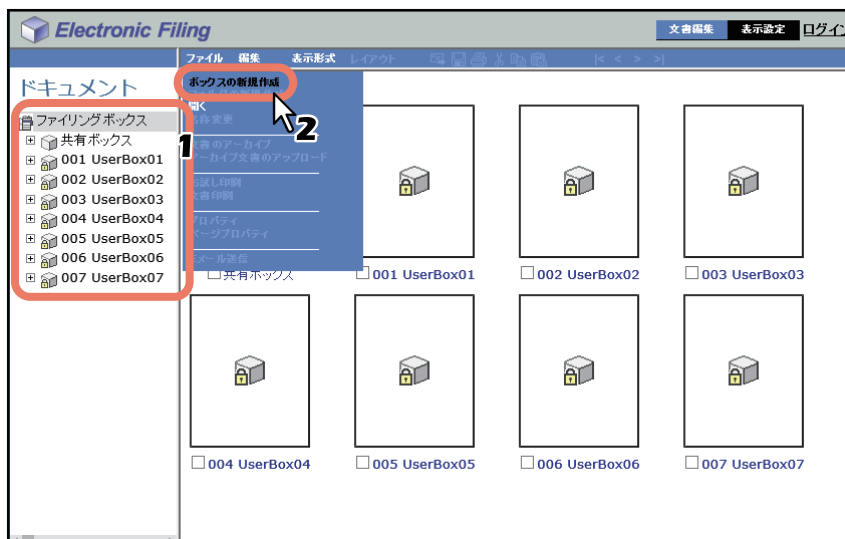 Electronic Filing
文書編集 表示設定 ログイン
ファイル 編集 表示形式 レイアウト |< < > >|
ドキュメント
ファイリングボックス
共有ボックス
001 UserBox01
002 UserBox02
003 UserBox03
004 UserBox04
005 UserBox05
006 UserBox06
007 UserBox07
1
ボックスの新規作成
開く
名称変更
2
文書のアーカイブ
アーカイブ文書のアップロード
お試し印刷
文書印刷
プロパティ
ページプロパティ
Eメール送信
共有ボックス 001 UserBox01 002 UserBox02 003 UserBox03
004 UserBox04 005 UserBox05 006 UserBox06 007 UserBox07